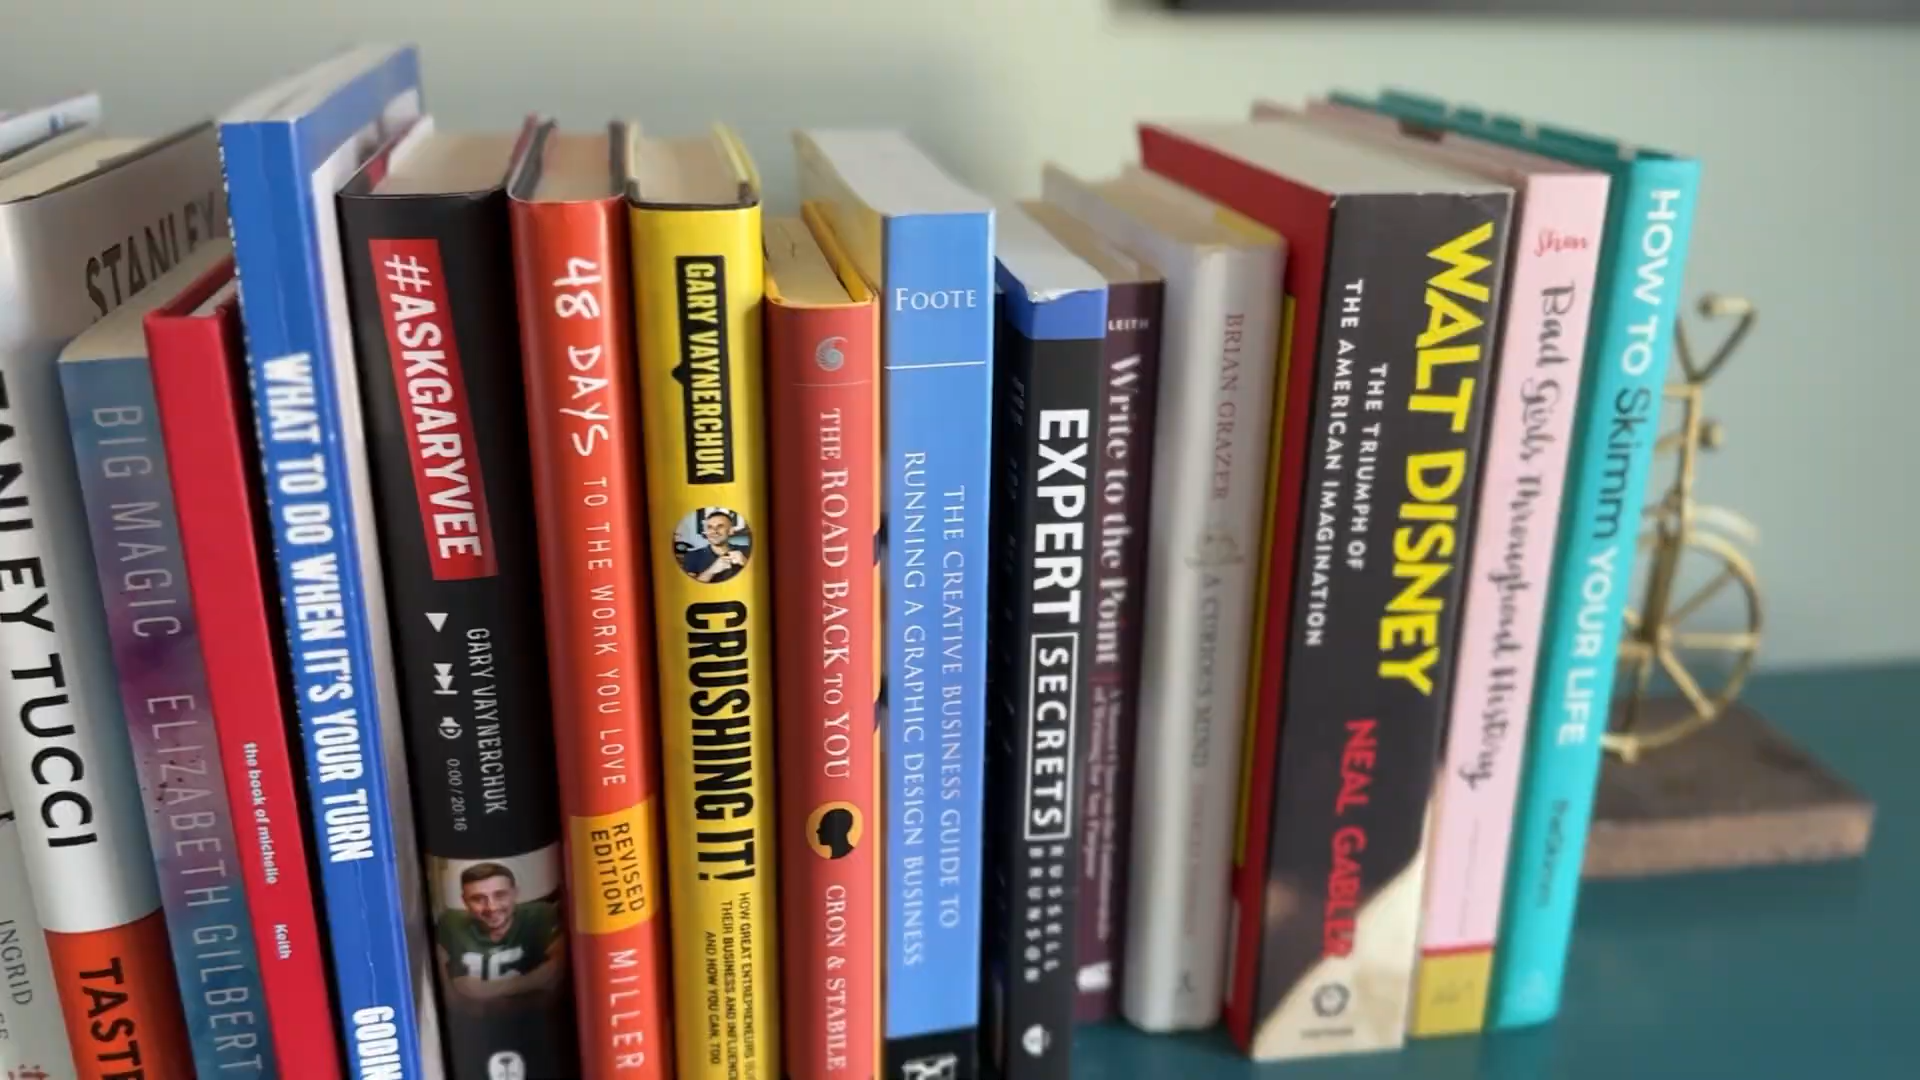 STANLEY
STANLEY TUCCI
TASTE
INGRID
BIG MAGIC
ELIZABETH GILBERT
the book of michelle
Keith
WHAT TO DO WHEN IT'S YOUR TURN
GODIN
#ASKGARYVEE
GARY VAYNERCHUK
0:00 / 20:16
48 DAYS
TO THE WORK YOU LOVE
REVISED
EDITION
MILLER
GARY VAYNERCHUK
CRUSHING IT!
HOW GREAT ENTREPRENEURS BUILD
THEIR BUSINESS AND INFLUENCE
AND HOW YOU CAN, TOO
THE ROAD BACK TO YOU
CRON & STABILE
FOOTE
THE CREATIVE BUSINESS GUIDE TO
RUNNING A GRAPHIC DESIGN BUSINESS
EXPERT SECRETS
RUSSELL
BRUNSON
LEITH
Write to the Point
BRIAN GRAZER
A CURIOUS MIND
WALT DISNEY
THE TRIUMPH OF
THE AMERICAN IMAGINATION
NEAL GABLER
Shen
Bad Girls Throughout History
HOW TO Skimm YOUR LIFE
theSkimm